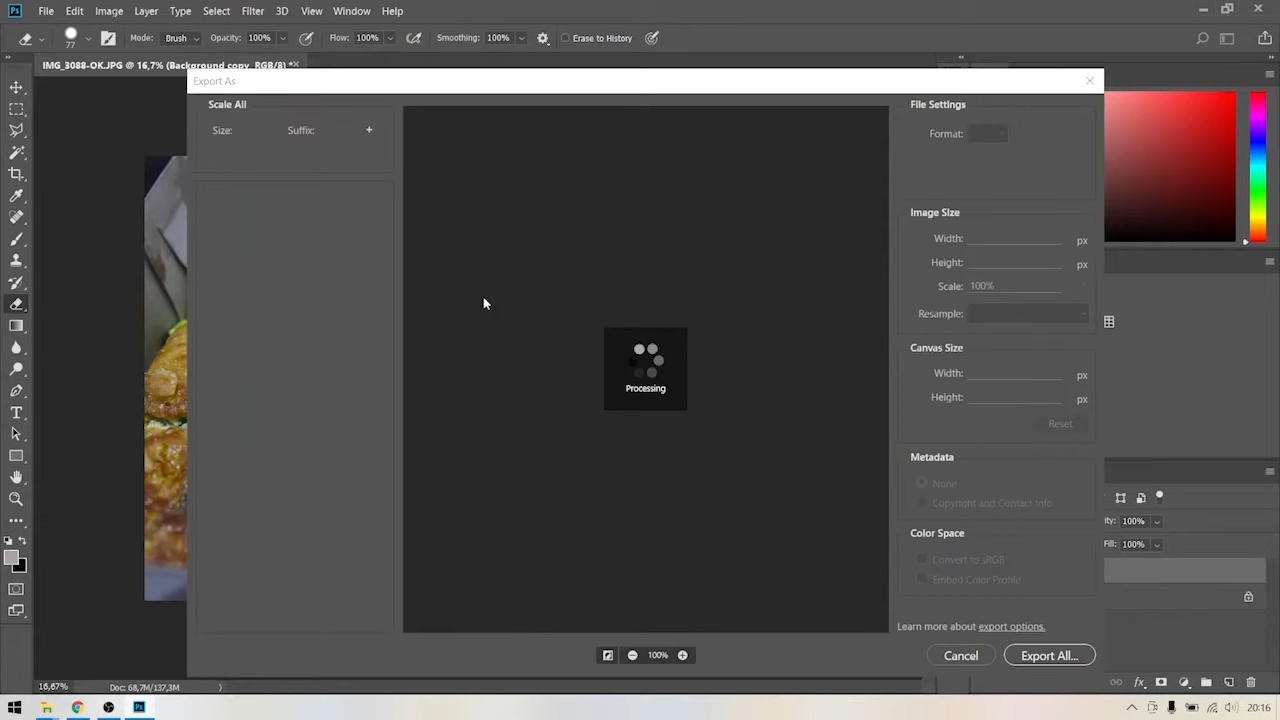 Ps File Edit Image Layer Type Select Filter 3D View Window Help
77 Mode: Brush Opacity: 100% Flow: 100% Smoothing: 100% Erase to History
IMG_3088-OK.JPG @ 16,7% (Background copy, RGB/8) *
Export As
Scale All
Size: Suffix: +
File Settings
Format:
Image Size
Width: px
Height: px
Scale: 100%
Resample:
Canvas Size
Width: px
Height: px
Reset
Processing
Metadata
None
Copyright and Contact Info
Color Space
Convert to sRGB
Embed Color Profile
Learn more about export options.
100%
Cancel Export All...
ity: 100%
Fill: 100%
16,67% Doc: 68,7M/137,3M
Ps
20:16